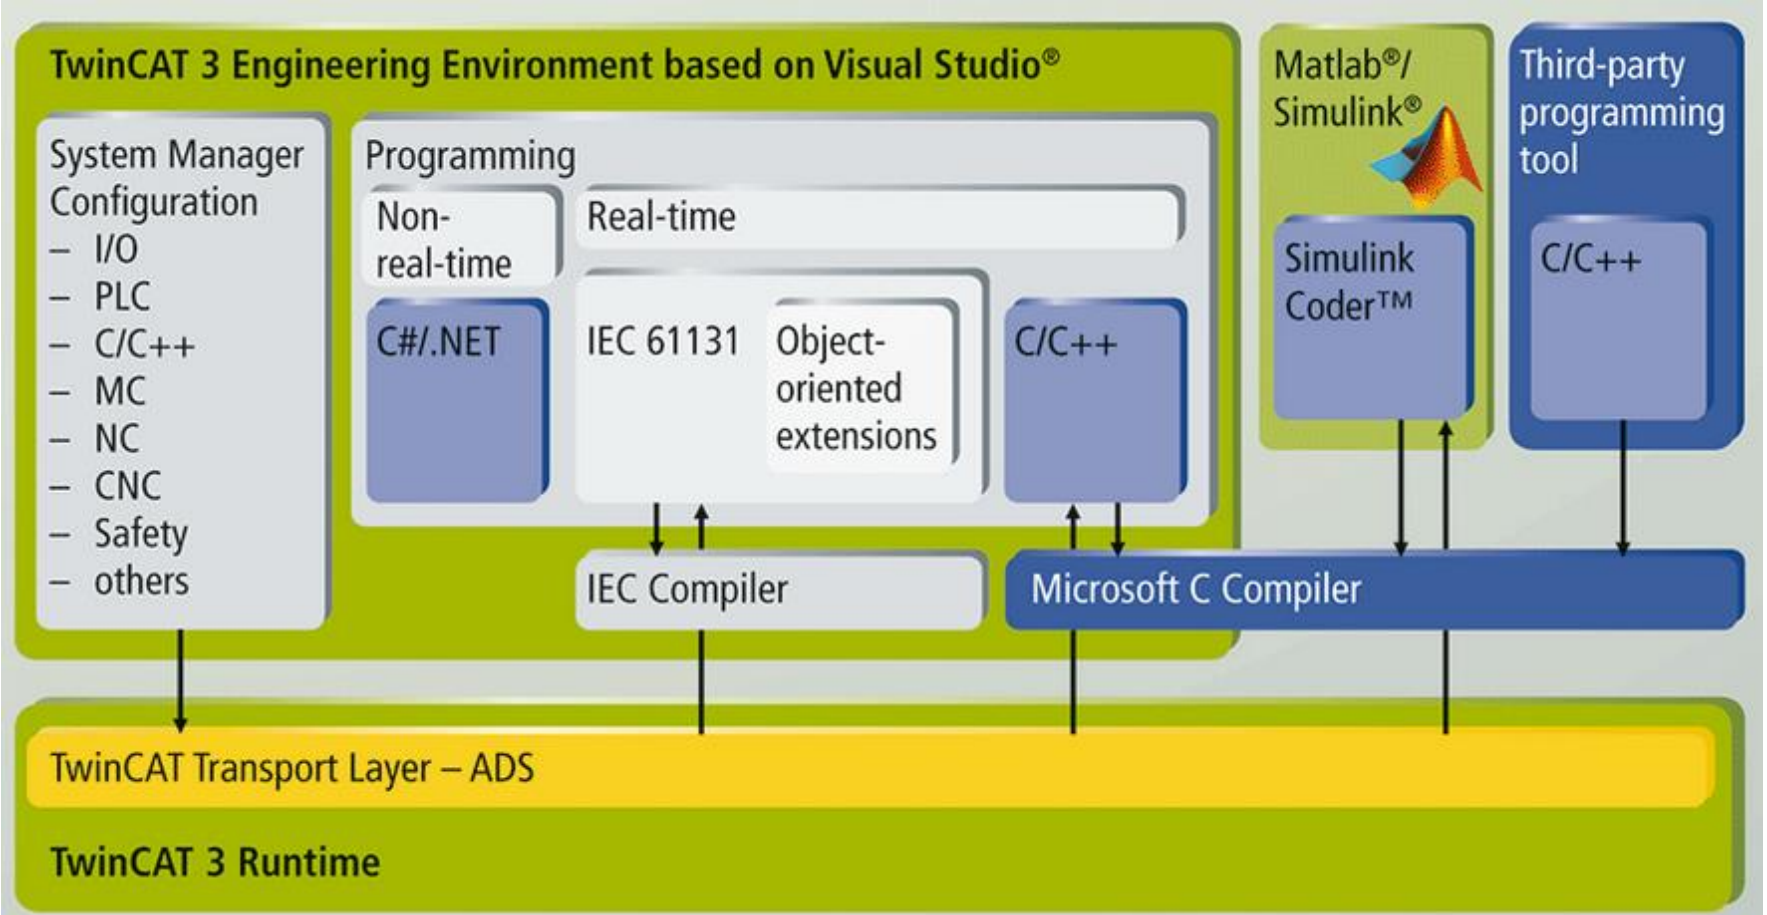 TwinCAT 3 Engineering Environment based on Visual Studio®
System Manager
Configuration
– I/O
– PLC
– C/C++
– MC
– NC
– CNC
– Safety
– others
Programming
Non-
real-time
Real-time
C#/.NET
IEC 61131
Object-
oriented
extensions
C/C++
IEC Compiler
Matlab®/
Simulink®
Simulink
Coder™
Third-party
programming
tool
C/C++
Microsoft C Compiler
TwinCAT Transport Layer – ADS
TwinCAT 3 Runtime